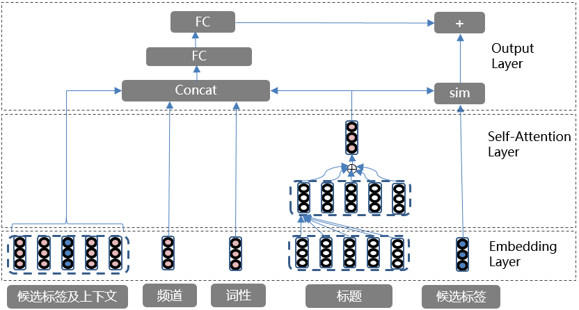 FC
+
FC
Output
Layer
Concat
sim
Self-Attention
Layer
Embedding
Layer
候选标签及上下文
频道
词性
标题
候选标签